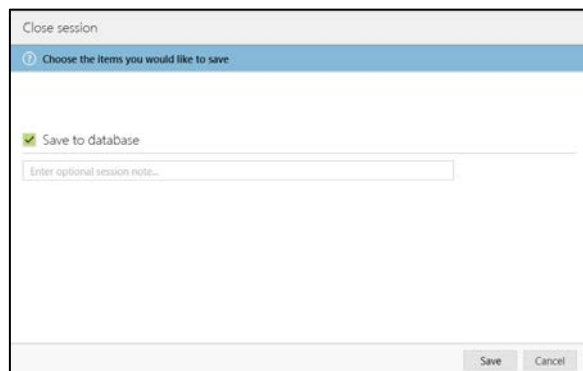 Close session
? Choose the items you would like to save
Save to database
Enter optional session note...
Save Cancel